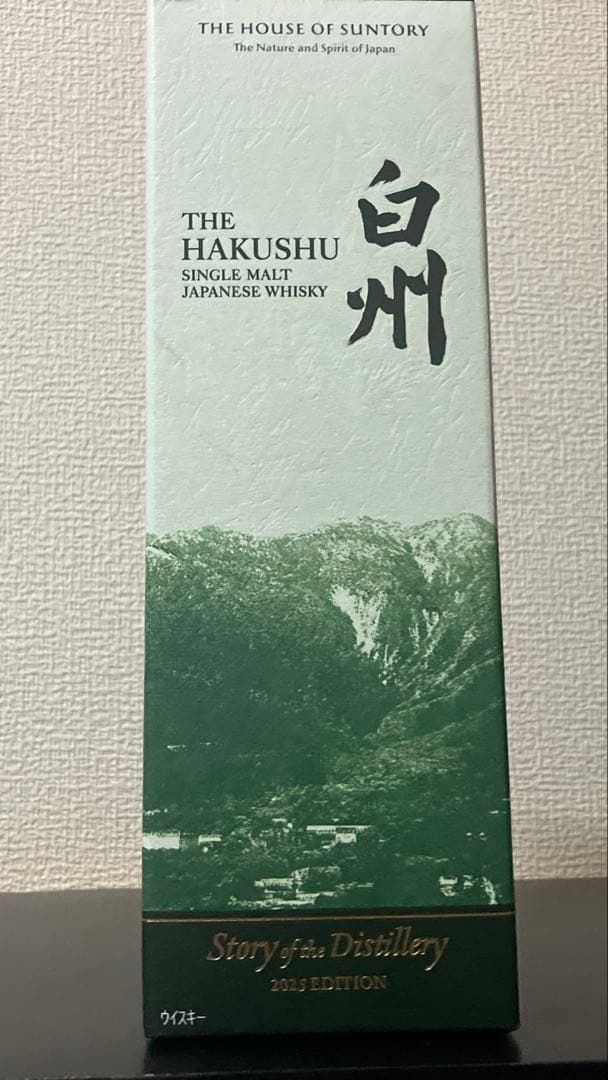 THE HOUSE OF SUNTORY
The Nature and Spirit of Japan
白州
THE
HAKUSHU
SINGLE MALT
JAPANESE WHISKY
Story of the Distillery
2025 EDITION
ウイスキー